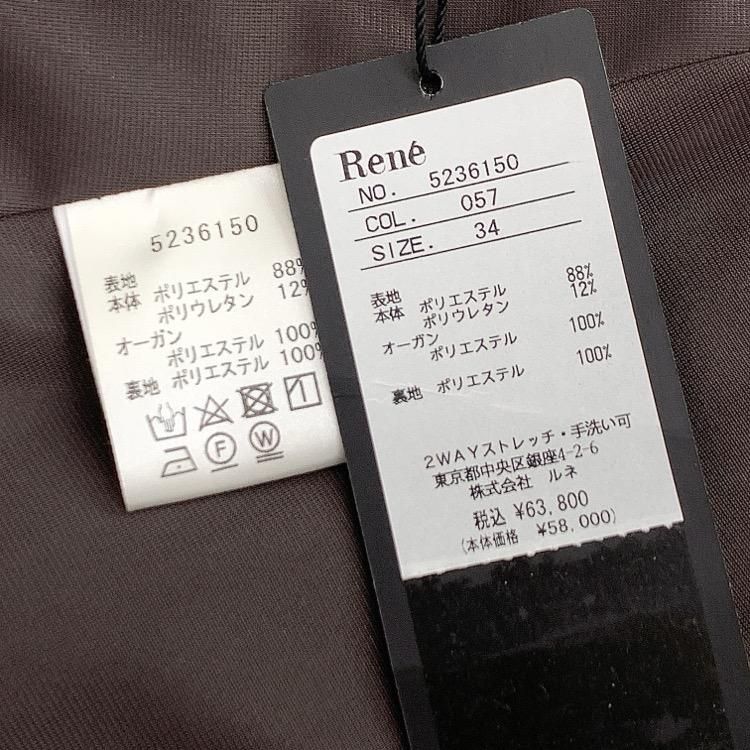 5236150
表地
本体 ポリエステル 88%
ポリウレタン 12%
オーガン
ポリエステル 100%
裏地 ポリエステル 100%
F W
René
NO. 5236150
COL. 057
SIZE. 34
表地
本体 ポリエステル 88%
ポリウレタン 12%
オーガン
ポリエステル 100%
裏地 ポリエステル 100%
2WAYストレッチ・手洗い可
東京都中央区銀座4-2-6
株式会社 ルネ
税込 ¥63,800
(本体価格 ¥58,000)